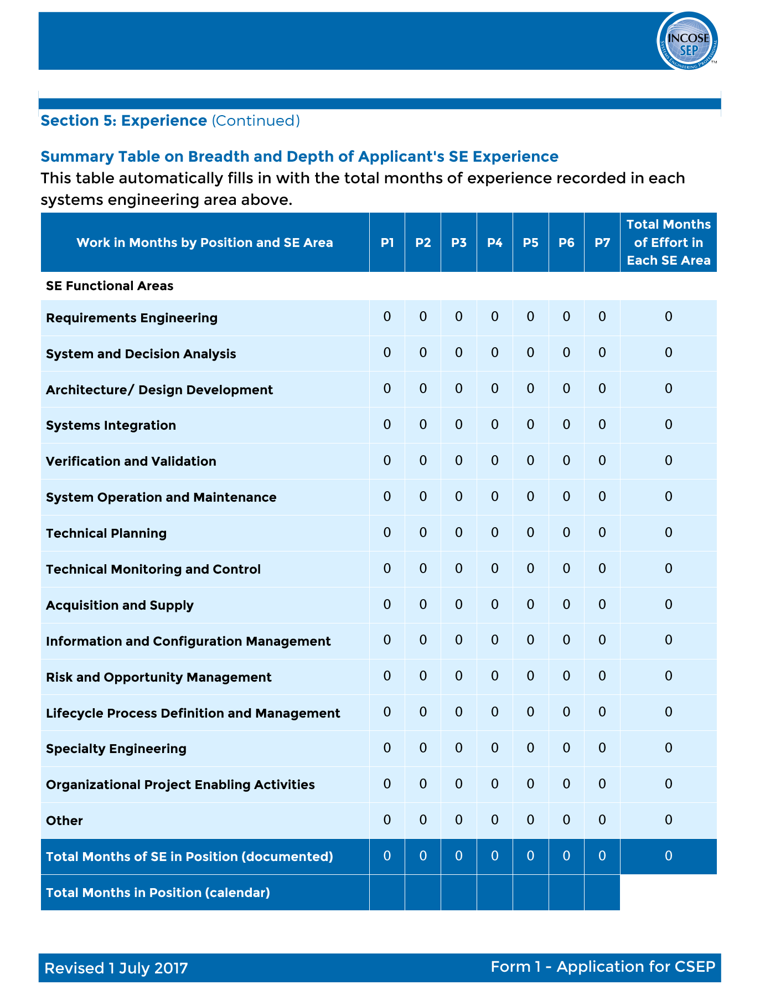 INCOSE
SEP
SYSTEMS ENGINEERING PROFESSIONAL
™
Section 5: Experience (Continued)
Summary Table on Breadth and Depth of Applicant's SE Experience
This table automatically fills in with the total months of experience recorded in each
systems engineering area above.
Work in Months by Position and SE Area P1 P2 P3 P4 P5 P6 P7 Total Months
of Effort in
Each SE Area
SE Functional Areas
Requirements Engineering 0 0 0 0 0 0 0 0
System and Decision Analysis 0 0 0 0 0 0 0 0
Architecture/ Design Development 0 0 0 0 0 0 0 0
Systems Integration 0 0 0 0 0 0 0 0
Verification and Validation 0 0 0 0 0 0 0 0
System Operation and Maintenance 0 0 0 0 0 0 0 0
Technical Planning 0 0 0 0 0 0 0 0
Technical Monitoring and Control 0 0 0 0 0 0 0 0
Acquisition and Supply 0 0 0 0 0 0 0 0
Information and Configuration Management 0 0 0 0 0 0 0 0
Risk and Opportunity Management 0 0 0 0 0 0 0 0
Lifecycle Process Definition and Management 0 0 0 0 0 0 0 0
Specialty Engineering 0 0 0 0 0 0 0 0
Organizational Project Enabling Activities 0 0 0 0 0 0 0 0
Other 0 0 0 0 0 0 0 0
Total Months of SE in Position (documented) 0 0 0 0 0 0 0 0
Total Months in Position (calendar)
Revised 1 July 2017 Form 1 - Application for CSEP